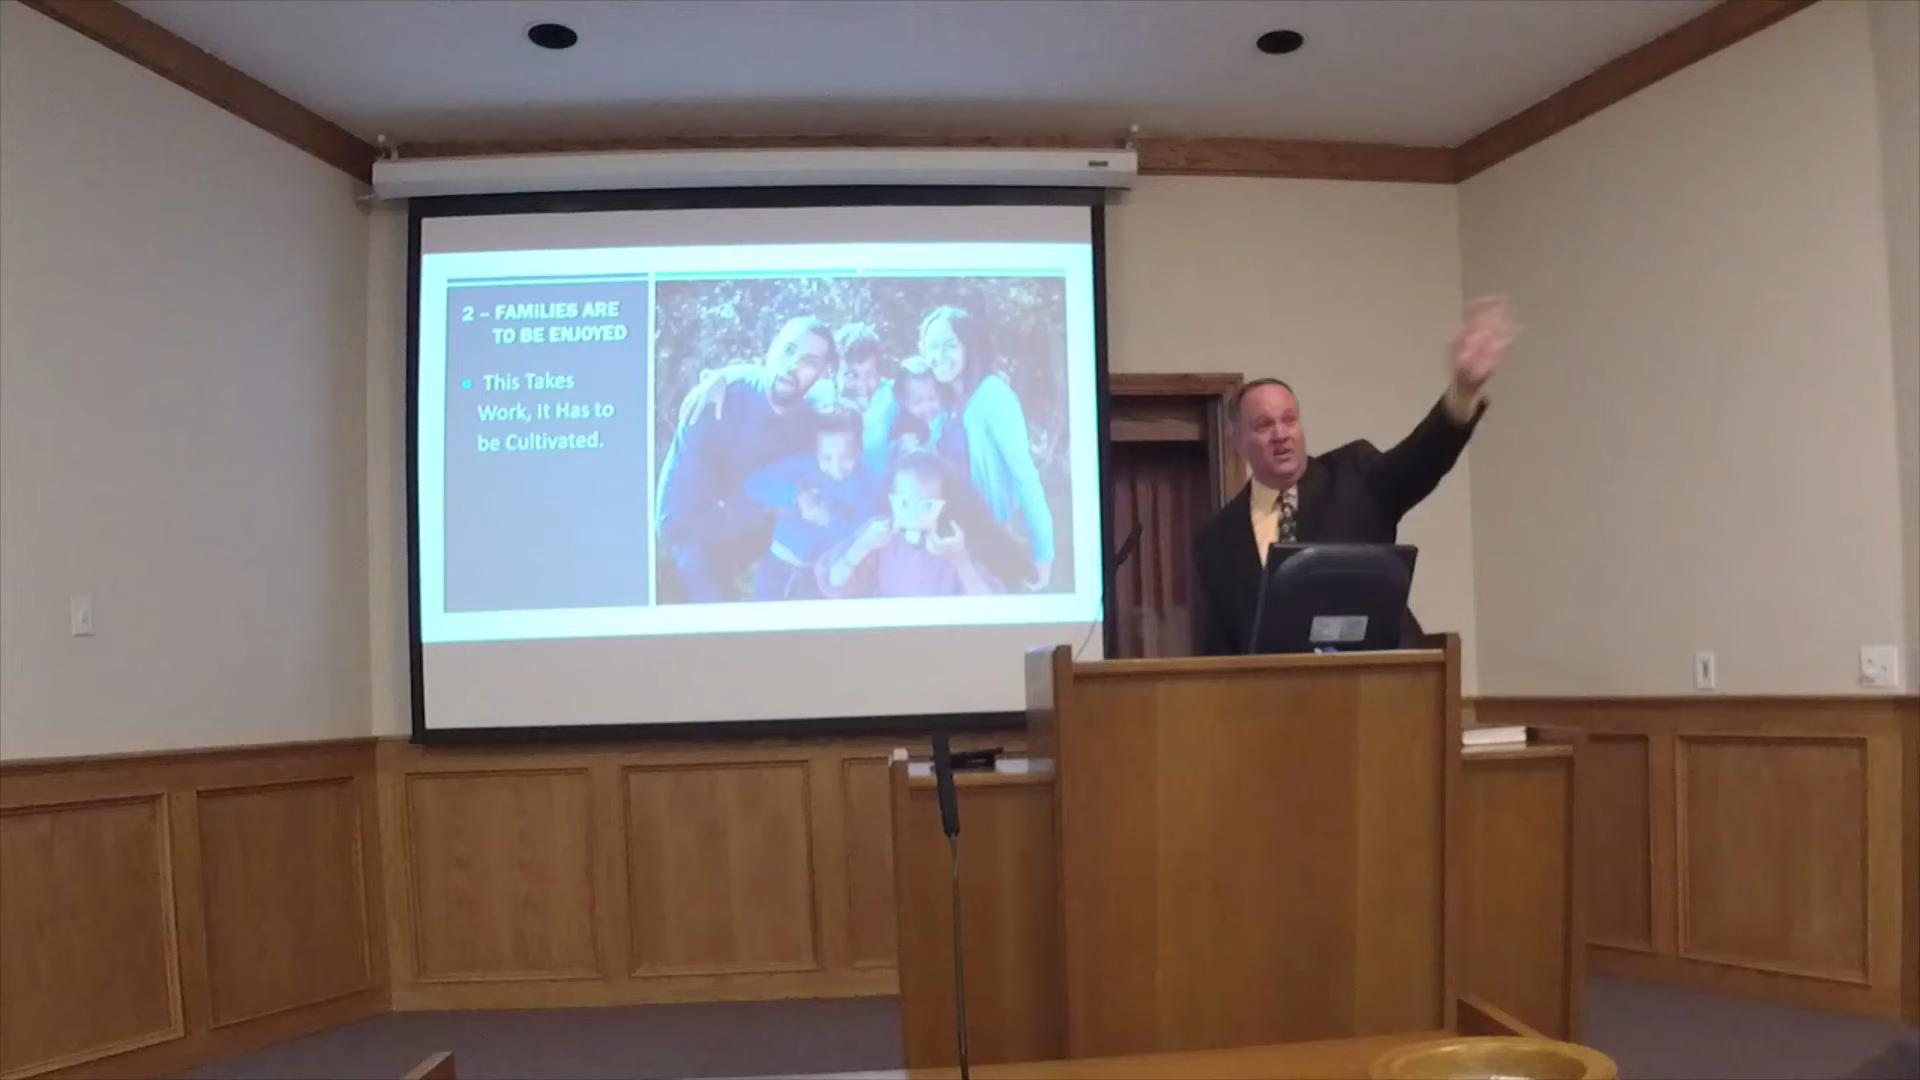 2 – FAMILIES ARE
TO BE ENJOYED
This Takes
Work, It Has to
be Cultivated.